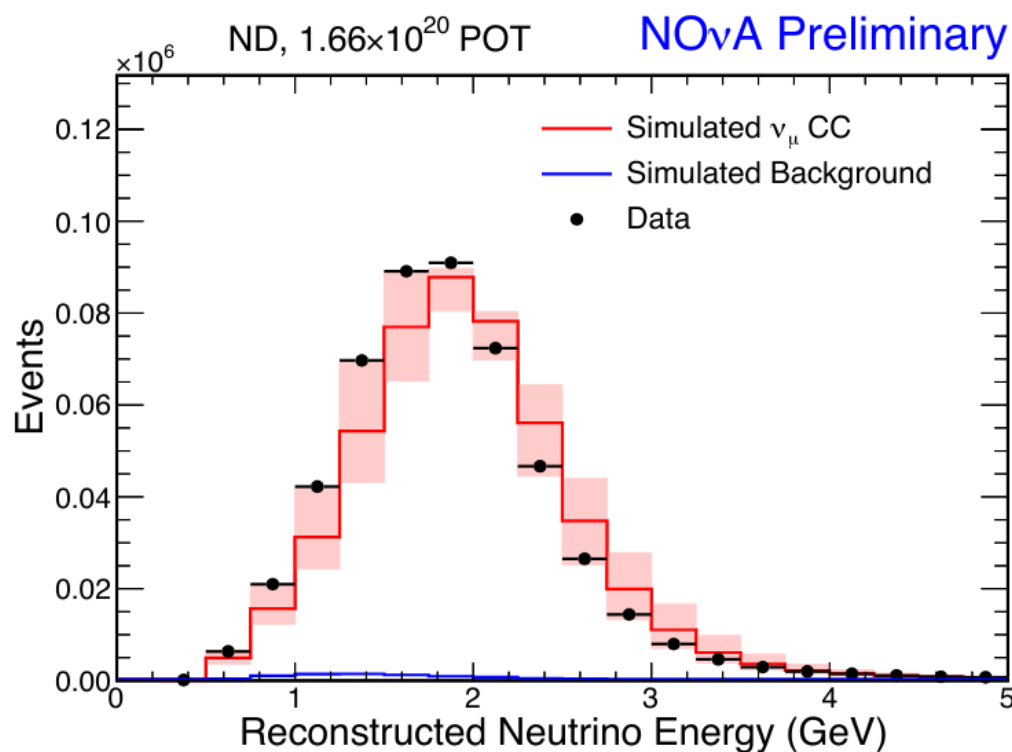 ND, 1.66×10²⁰ POT
NOνA Preliminary
×10⁶
Simulated ν_μ CC
Simulated Background
Data
0.12
0.10
0.08
0.06
0.04
0.02
0.00
Events
0 1 2 3 4 5
Reconstructed Neutrino Energy (GeV)